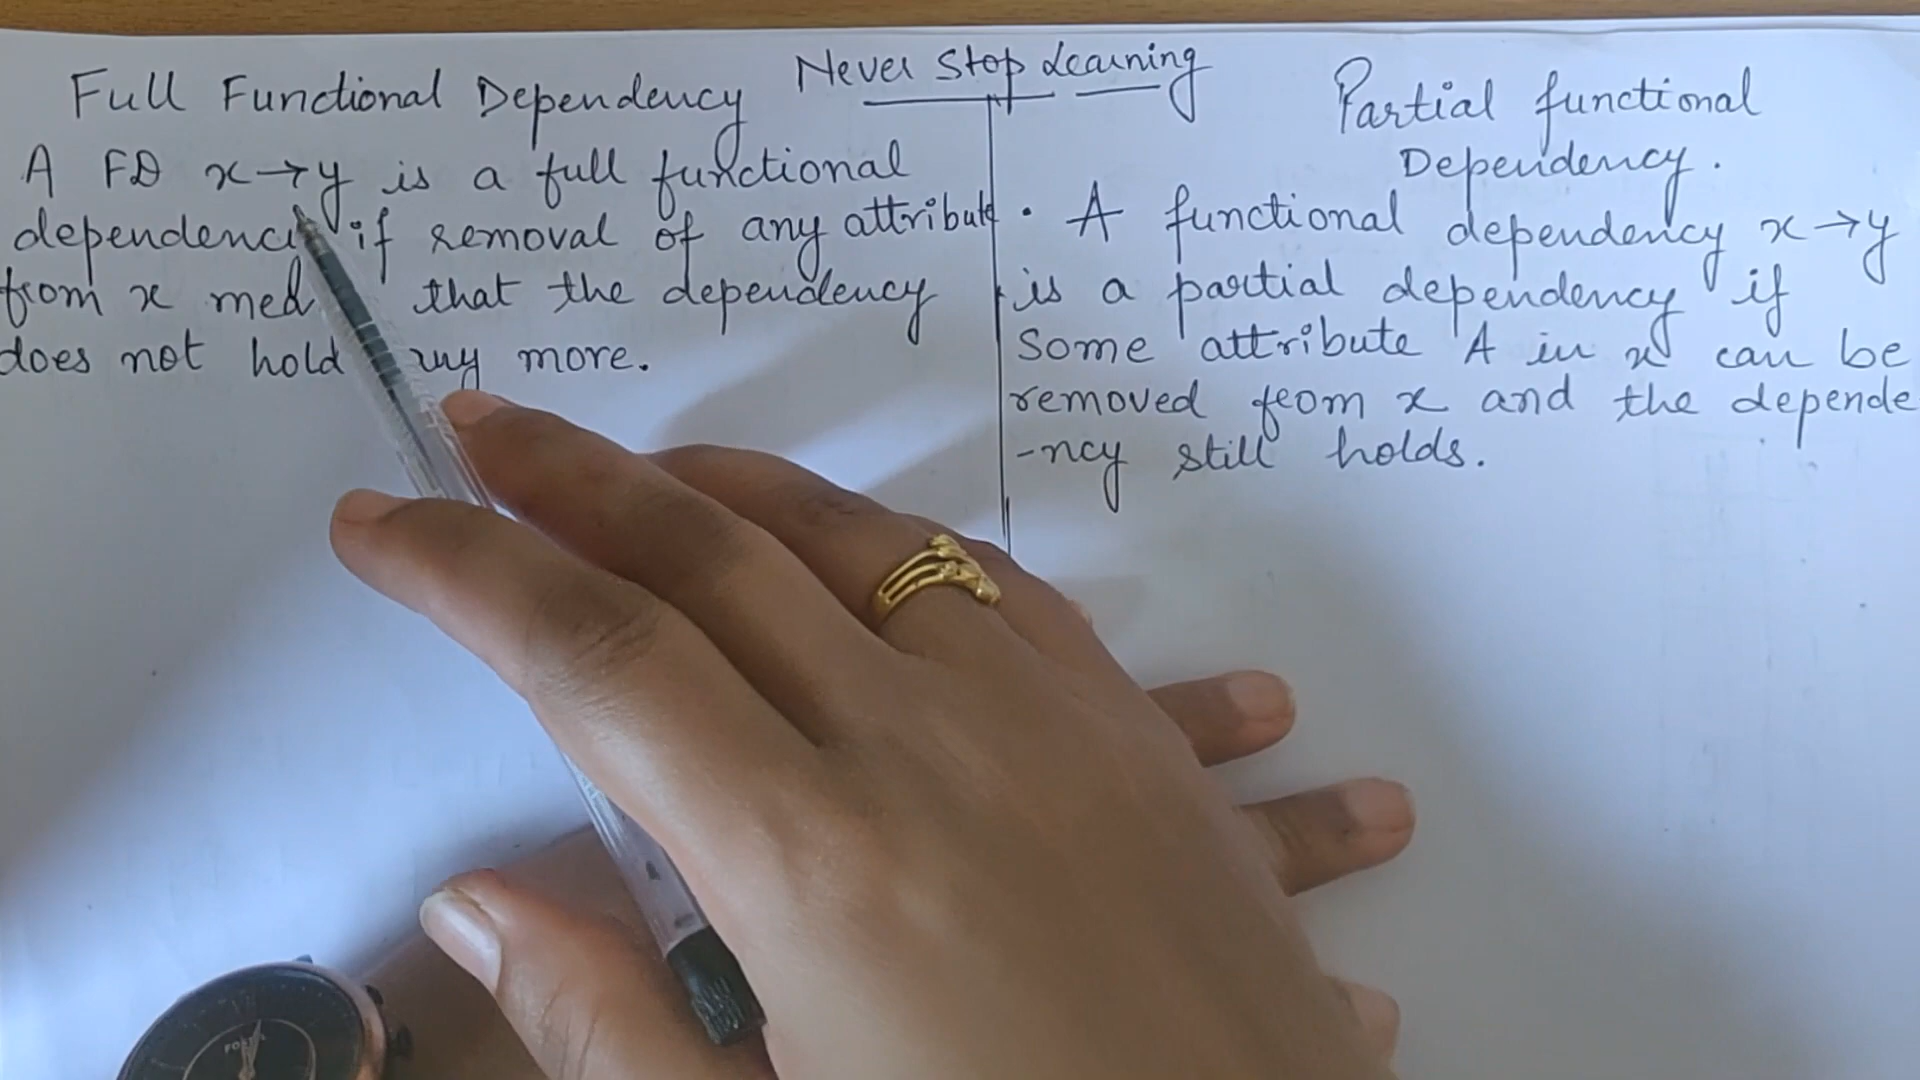 Never Stop Learning
Full Functional Dependency
A FD x→y is a full functional
dependency if removal of any attribute
from x that the dependency
does not hold any more.
Partial functional
Dependency.
. A functional dependency x→y
is a partial dependency if
Some attribute A in x can be
removed from x and the depende
-ncy still holds.